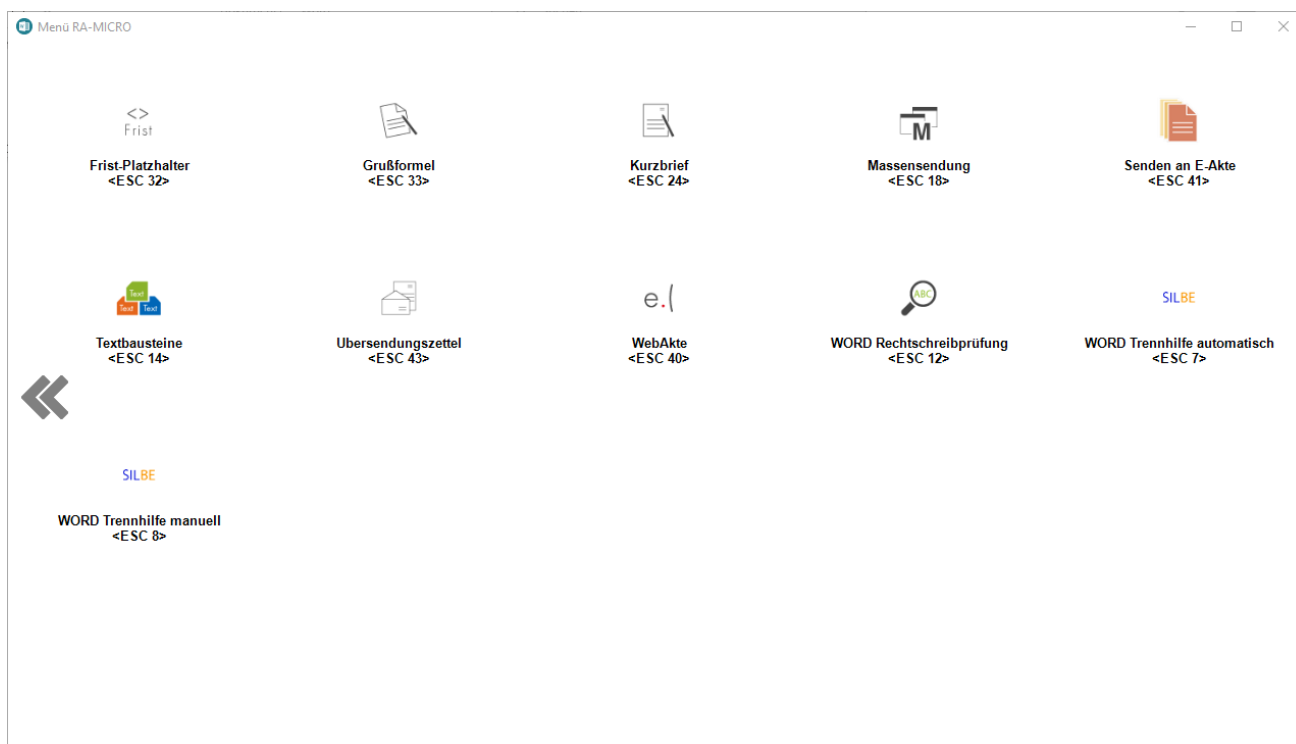 Menü RA-MICRO
<>
Frist
Frist-Platzhalter
<ESC 32>
Grußformel
<ESC 33>
Kurzbrief
<ESC 24>
M
Massensendung
<ESC 18>
Senden an E-Akte
<ESC 41>
Text
Text Text
Textbausteine
<ESC 14>
Übersendungszettel
<ESC 43>
e.(
WebAkte
<ESC 40>
ABC
WORD Rechtschreibprüfung
<ESC 12>
SILBE
WORD Trennhilfe automatisch
<ESC 7>
SILBE
WORD Trennhilfe manuell
<ESC 8>